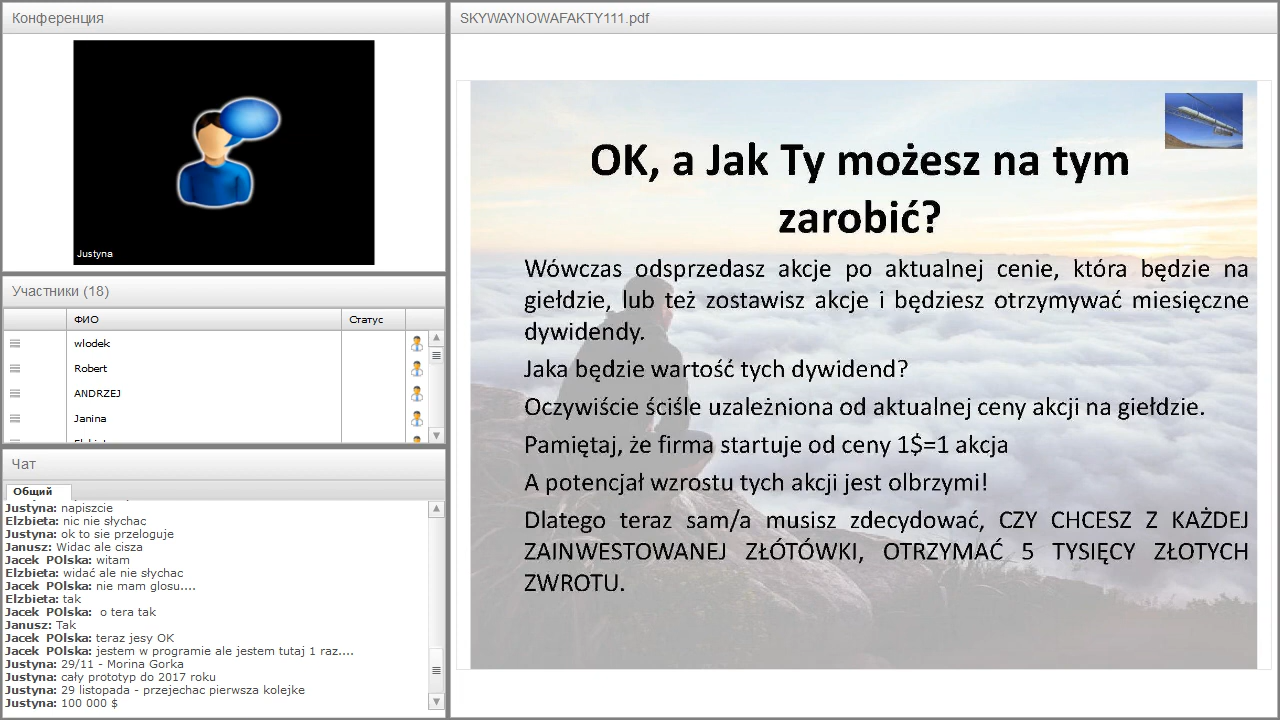 Конференция
Justyna
Участники (18)
ФИО
Статус
wlodek
Robert
ANDRZEJ
Janina
Чат
Общий
Justyna: napiszcie
Elzbieta: nic nie słychac
Justyna: ok to sie przeloguje
Janusz: Widac ale cisza
Jacek POlska: witam
Elzbieta: widać ale nie słychac
Jacek POlska: nie mam glosu....
Elzbieta: tak
Jacek POlska: o tera tak
Janusz: Tak
Jacek POlska: teraz jesy OK
Jacek POlska: jestem w programie ale jestem tutaj 1 raz....
Justyna: 29/11 - Morina Gorka
Justyna: cały prototyp do 2017 roku
Justyna: 29 listopada - przejechac pierwsza kolejke
Justyna: 100 000 $
SKYWAYNOWAFAKTY111.pdf
OK, a Jak Ty możesz na tym
zarobić?
Wówczas odsprzedasz akcje po aktualnej cenie, która będzie na
giełdzie, lub też zostawisz akcje i będziesz otrzymywać miesięczne
dywidendy.
Jaka będzie wartość tych dywidend?
Oczywiście ściśle uzależniona od aktualnej ceny akcji na giełdzie.
Pamiętaj, że firma startuje od ceny 1$=1 akcja
A potencjał wzrostu tych akcji jest olbrzymi!
Dlatego teraz sam/a musisz zdecydować, CZY CHCESZ Z KAŻDEJ
ZAINWESTOWANEJ ZŁÓTÓWKI, OTRZYMAĆ 5 TYSIĘCY ZŁOTYCH
ZWROTU.